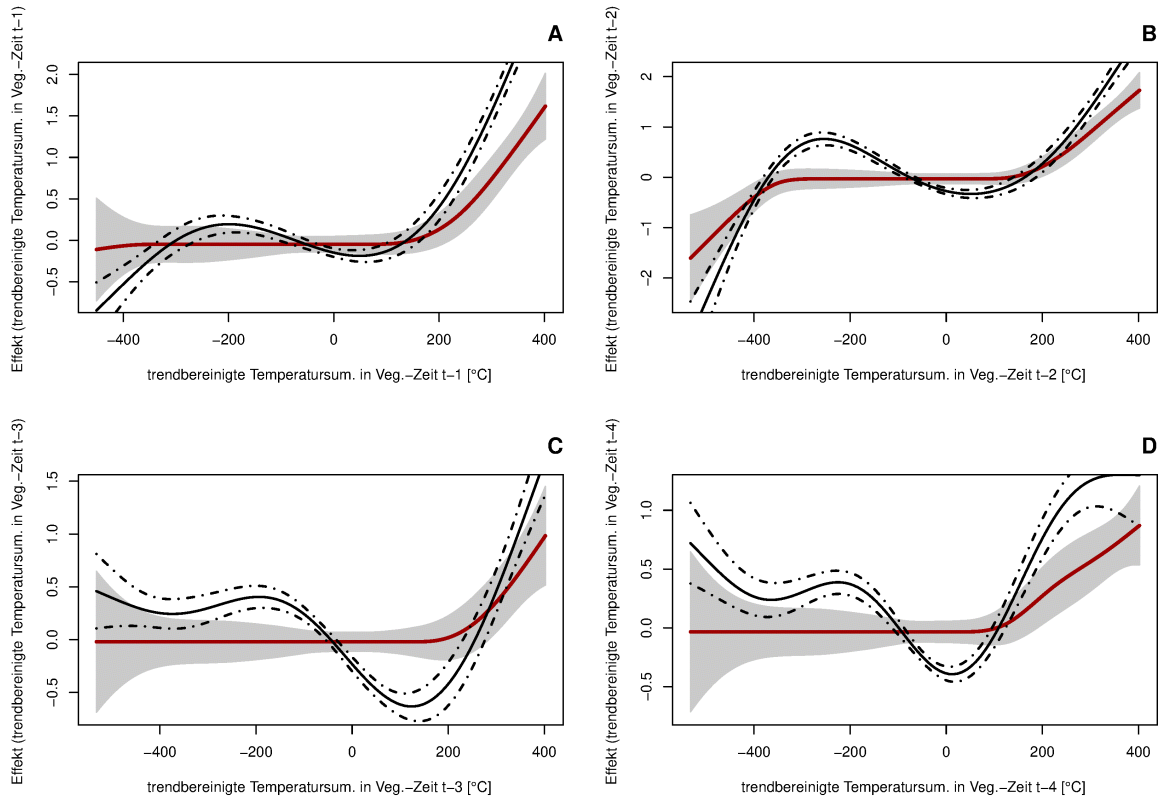 A
Effekt (trendbereinigte Temperatursum. in Veg.−Zeit t−1)
2.0
1.5
1.0
0.5
0.0
−0.5
−400 −200 0 200 400
trendbereinigte Temperatursum. in Veg.−Zeit t−1 [°C]
B
Effekt (trendbereinigte Temperatursum. in Veg.−Zeit t−2)
2
1
0
−1
−2
−400 −200 0 200 400
trendbereinigte Temperatursum. in Veg.−Zeit t−2 [°C]
C
Effekt (trendbereinigte Temperatursum. in Veg.−Zeit t−3)
1.5
1.0
0.5
0.0
−0.5
−400 −200 0 200 400
trendbereinigte Temperatursum. in Veg.−Zeit t−3 [°C]
D
Effekt (trendbereinigte Temperatursum. in Veg.−Zeit t−4)
1.0
0.5
0.0
−0.5
−400 −200 0 200 400
trendbereinigte Temperatursum. in Veg.−Zeit t−4 [°C]